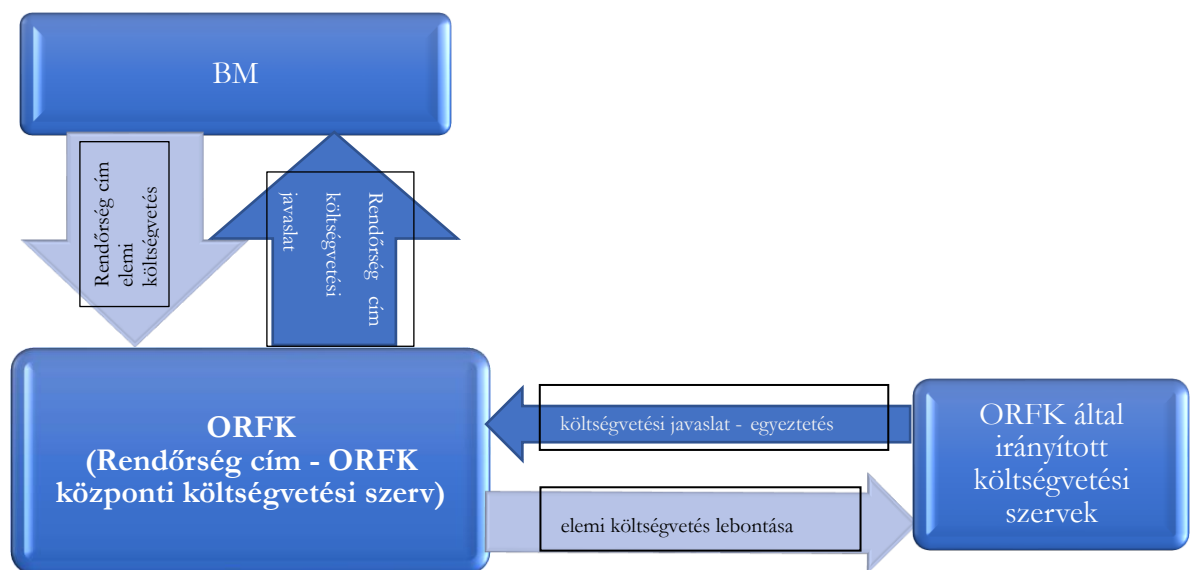 BM
Rendőrség cím
elemi
költségvetés
Rendőrség cím
költségvetési
javaslat
ORFK
(Rendőrség cím - ORFK
központi költségvetési szerv)
költségvetési javaslat - egyeztetés
elemi költségvetés lebontása
ORFK által
irányított
költségvetési
szervek